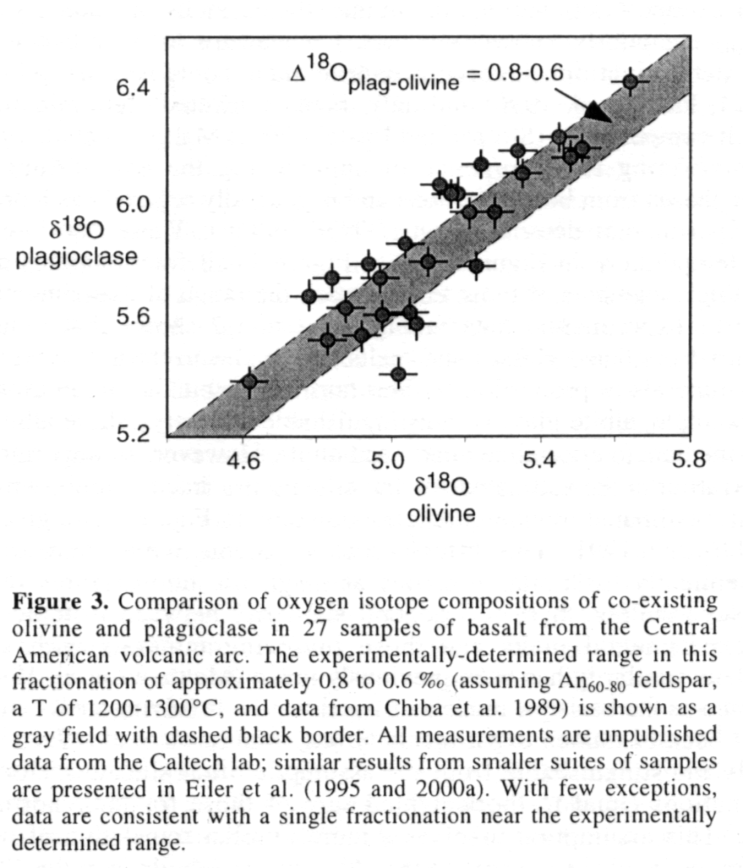 Δ18Oplag-olivine = 0.8-0.6
6.4
6.0
δ18O
plagioclase
5.6
5.2
4.6 5.0 5.4 5.8
δ18O
olivine
Figure 3. Comparison of oxygen isotope compositions of co-existing
olivine and plagioclase in 27 samples of basalt from the Central
American volcanic arc. The experimentally-determined range in this
fractionation of approximately 0.8 to 0.6 ‰ (assuming An60-80 feldspar,
a T of 1200-1300°C, and data from Chiba et al. 1989) is shown as a
gray field with dashed black border. All measurements are unpublished
data from the Caltech lab; similar results from smaller suites of samples
are presented in Eiler et al. (1995 and 2000a). With few exceptions,
data are consistent with a single fractionation near the experimentally
determined range.